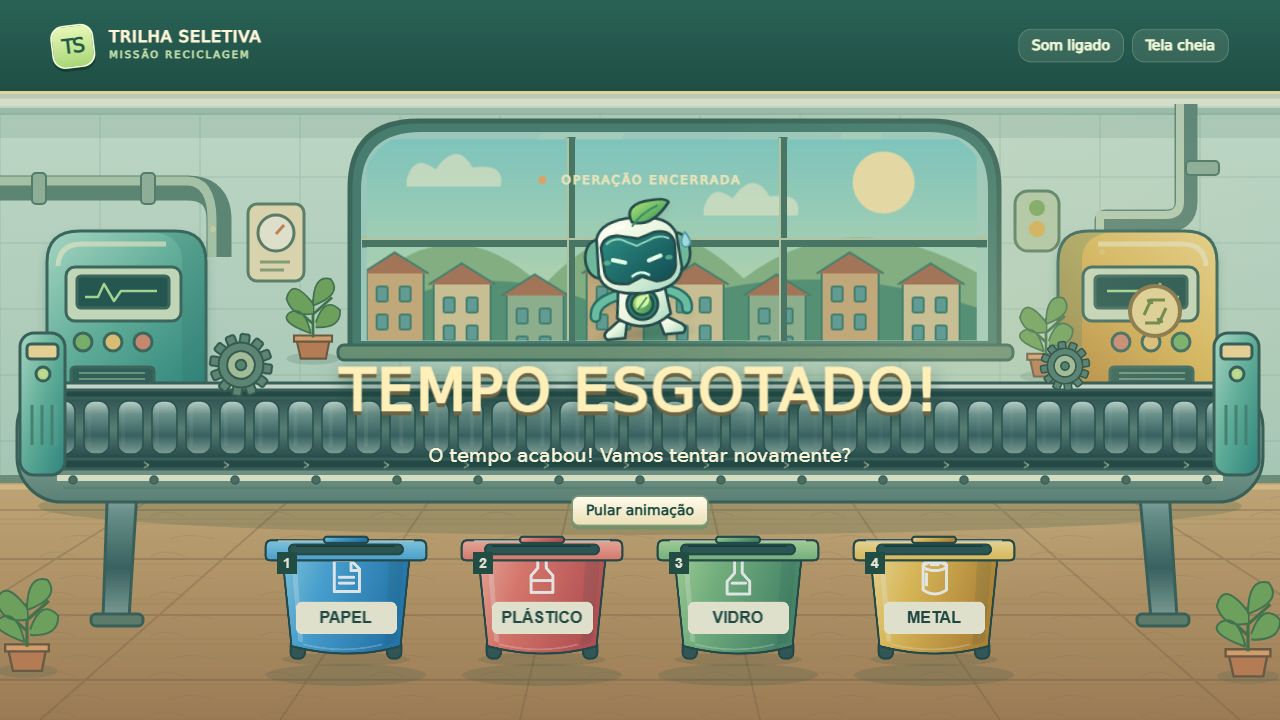 TS
TRILHA SELETIVA
MISSÃO RECICLAGEM
Som ligado
Tela cheia
OPERAÇÃO ENCERRADA
TEMPO ESGOTADO!
O tempo acabou! Vamos tentar novamente?
Pular animação
1
2
3
4
PAPEL
PLÁSTICO
VIDRO
METAL